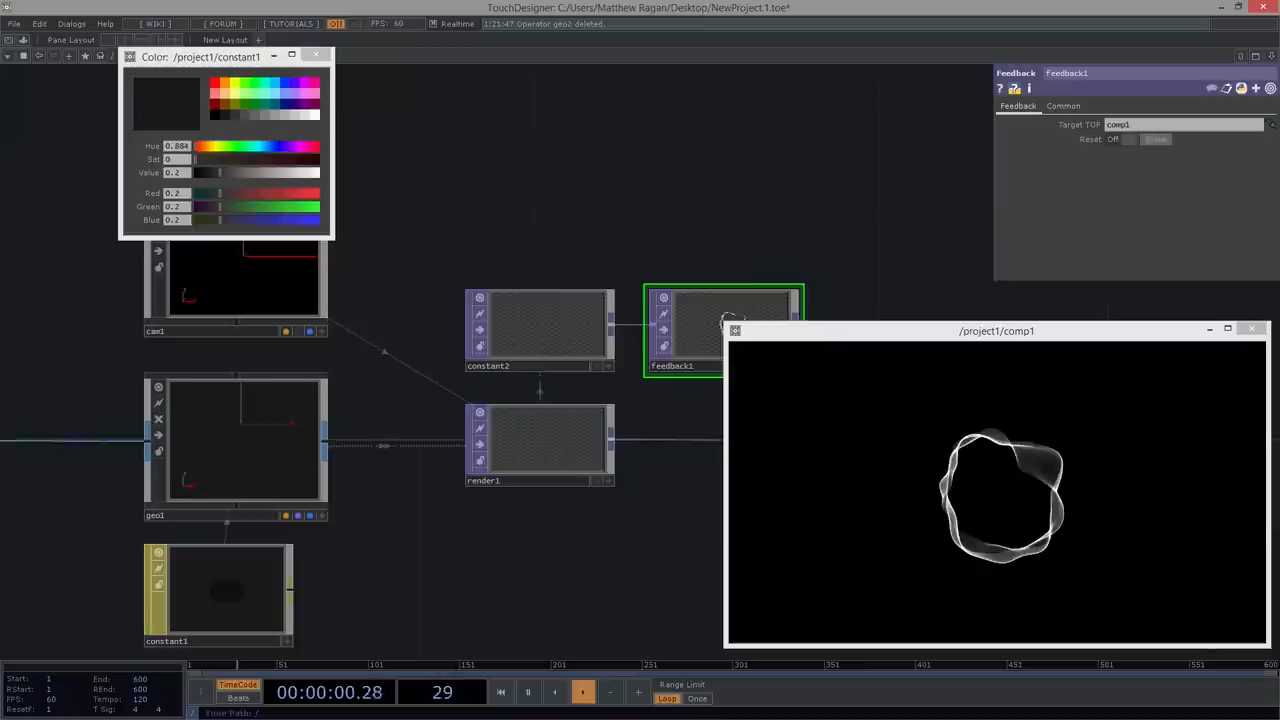 TouchDesigner: C:/Users/Matthew Ragan/Desktop/NewProject 1.toe*
File Edit Dialogs Help [ WIKI ] [ FORUM ] [ TUTORIALS ] O|I FPS: 60 Realtime 1:21:47 Operator geo2 deleted.
Pane Layout New Layout +
Color: /project1/constant1
Hue 0.884
Sat 0
Value 0.2
Red 0.2
Green 0.2
Blue 0.2
Feedback feedback1
Feedback Common
Target TOP comp1
Reset Off
cam1
constant2
feedback1
/project1/comp1
render1
geo1
constant1
1 51 101 151 201 251 301 351 401 451 501 551 600
Start: 1 End: 600
RStart: 1 REnd: 600
FPS: 60 Tempo: 120
ResetF: 1 T Sig: 4 4
TimeCode
Beats
00:00:00.28
29
Range Limit
Loop Once
/ Time Path: /